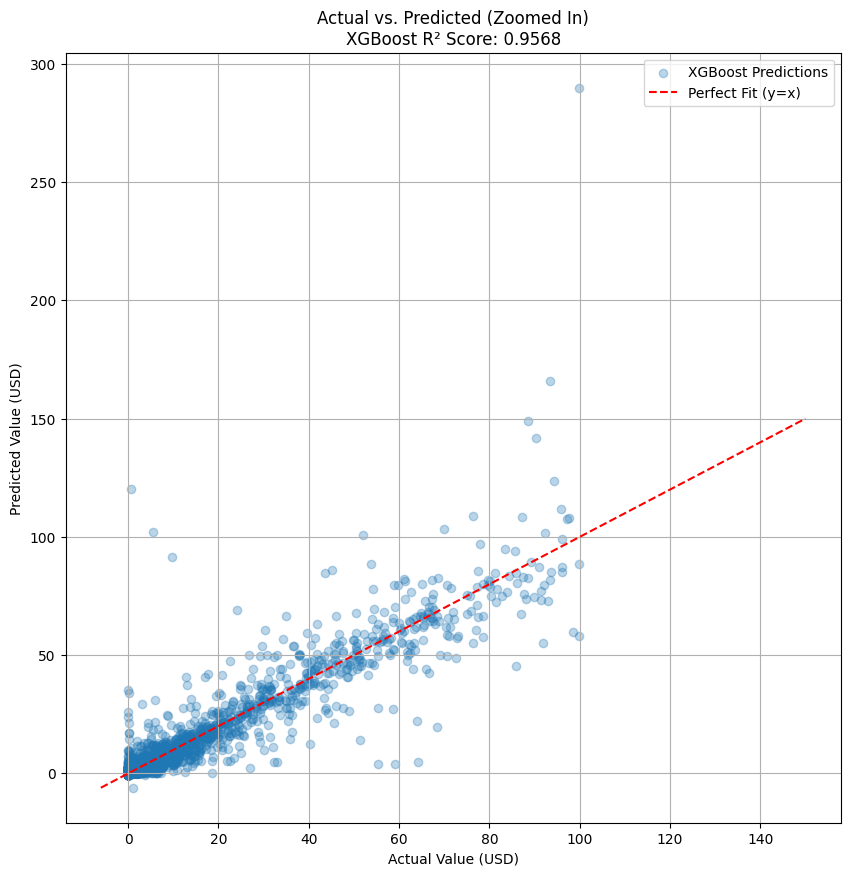 Actual vs. Predicted (Zoomed In)
XGBoost R² Score: 0.9568
XGBoost Predictions
Perfect Fit (y=x)
Predicted Value (USD)
300
250
200
150
100
50
0
0 20 40 60 80 100 120 140
Actual Value (USD)